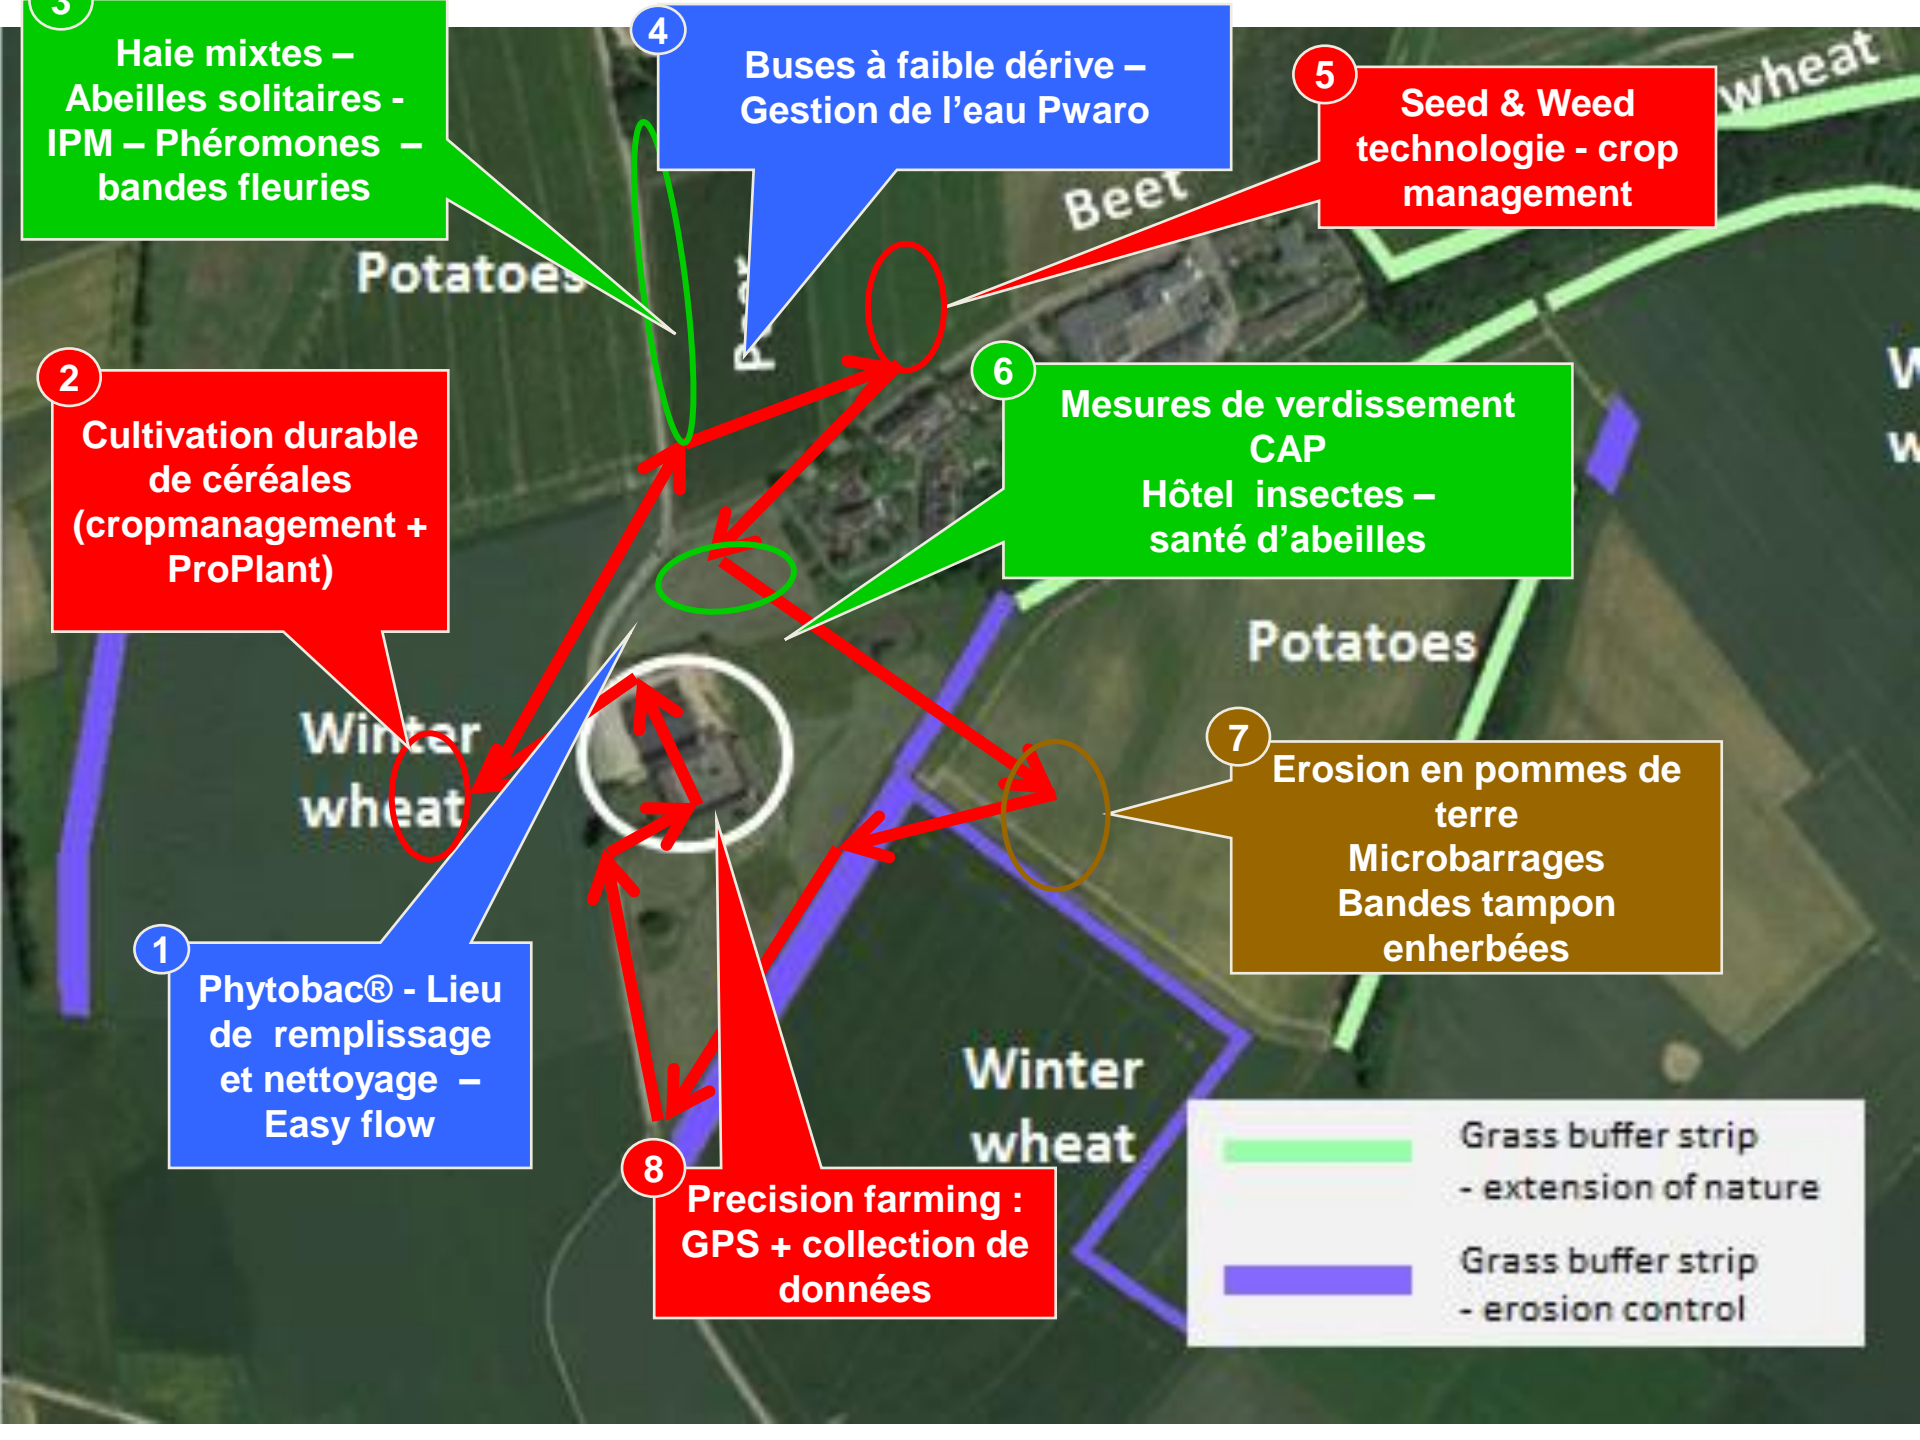 3
Haie mixtes –
Abeilles solitaires -
IPM – Phéromones –
bandes fleuries
4
Buses à faible dérive –
Gestion de l’eau Pwaro
5
Seed & Weed
technologie - crop
management
wheat
Beet
Potatoes
2
Cultivation durable
de céréales
(cropmanagement +
ProPlant)
6
Mesures de verdissement
CAP
Hôtel insectes –
santé d’abeilles
Potatoes
Winter
wheat
7
Erosion en pommes de
terre
Microbarrages
Bandes tampon
enherbées
1
Phytobac® - Lieu
de remplissage
et nettoyage –
Easy flow
Winter
wheat
8
Precision farming :
GPS + collection de
données
Grass buffer strip
- extension of nature
Grass buffer strip
- erosion control